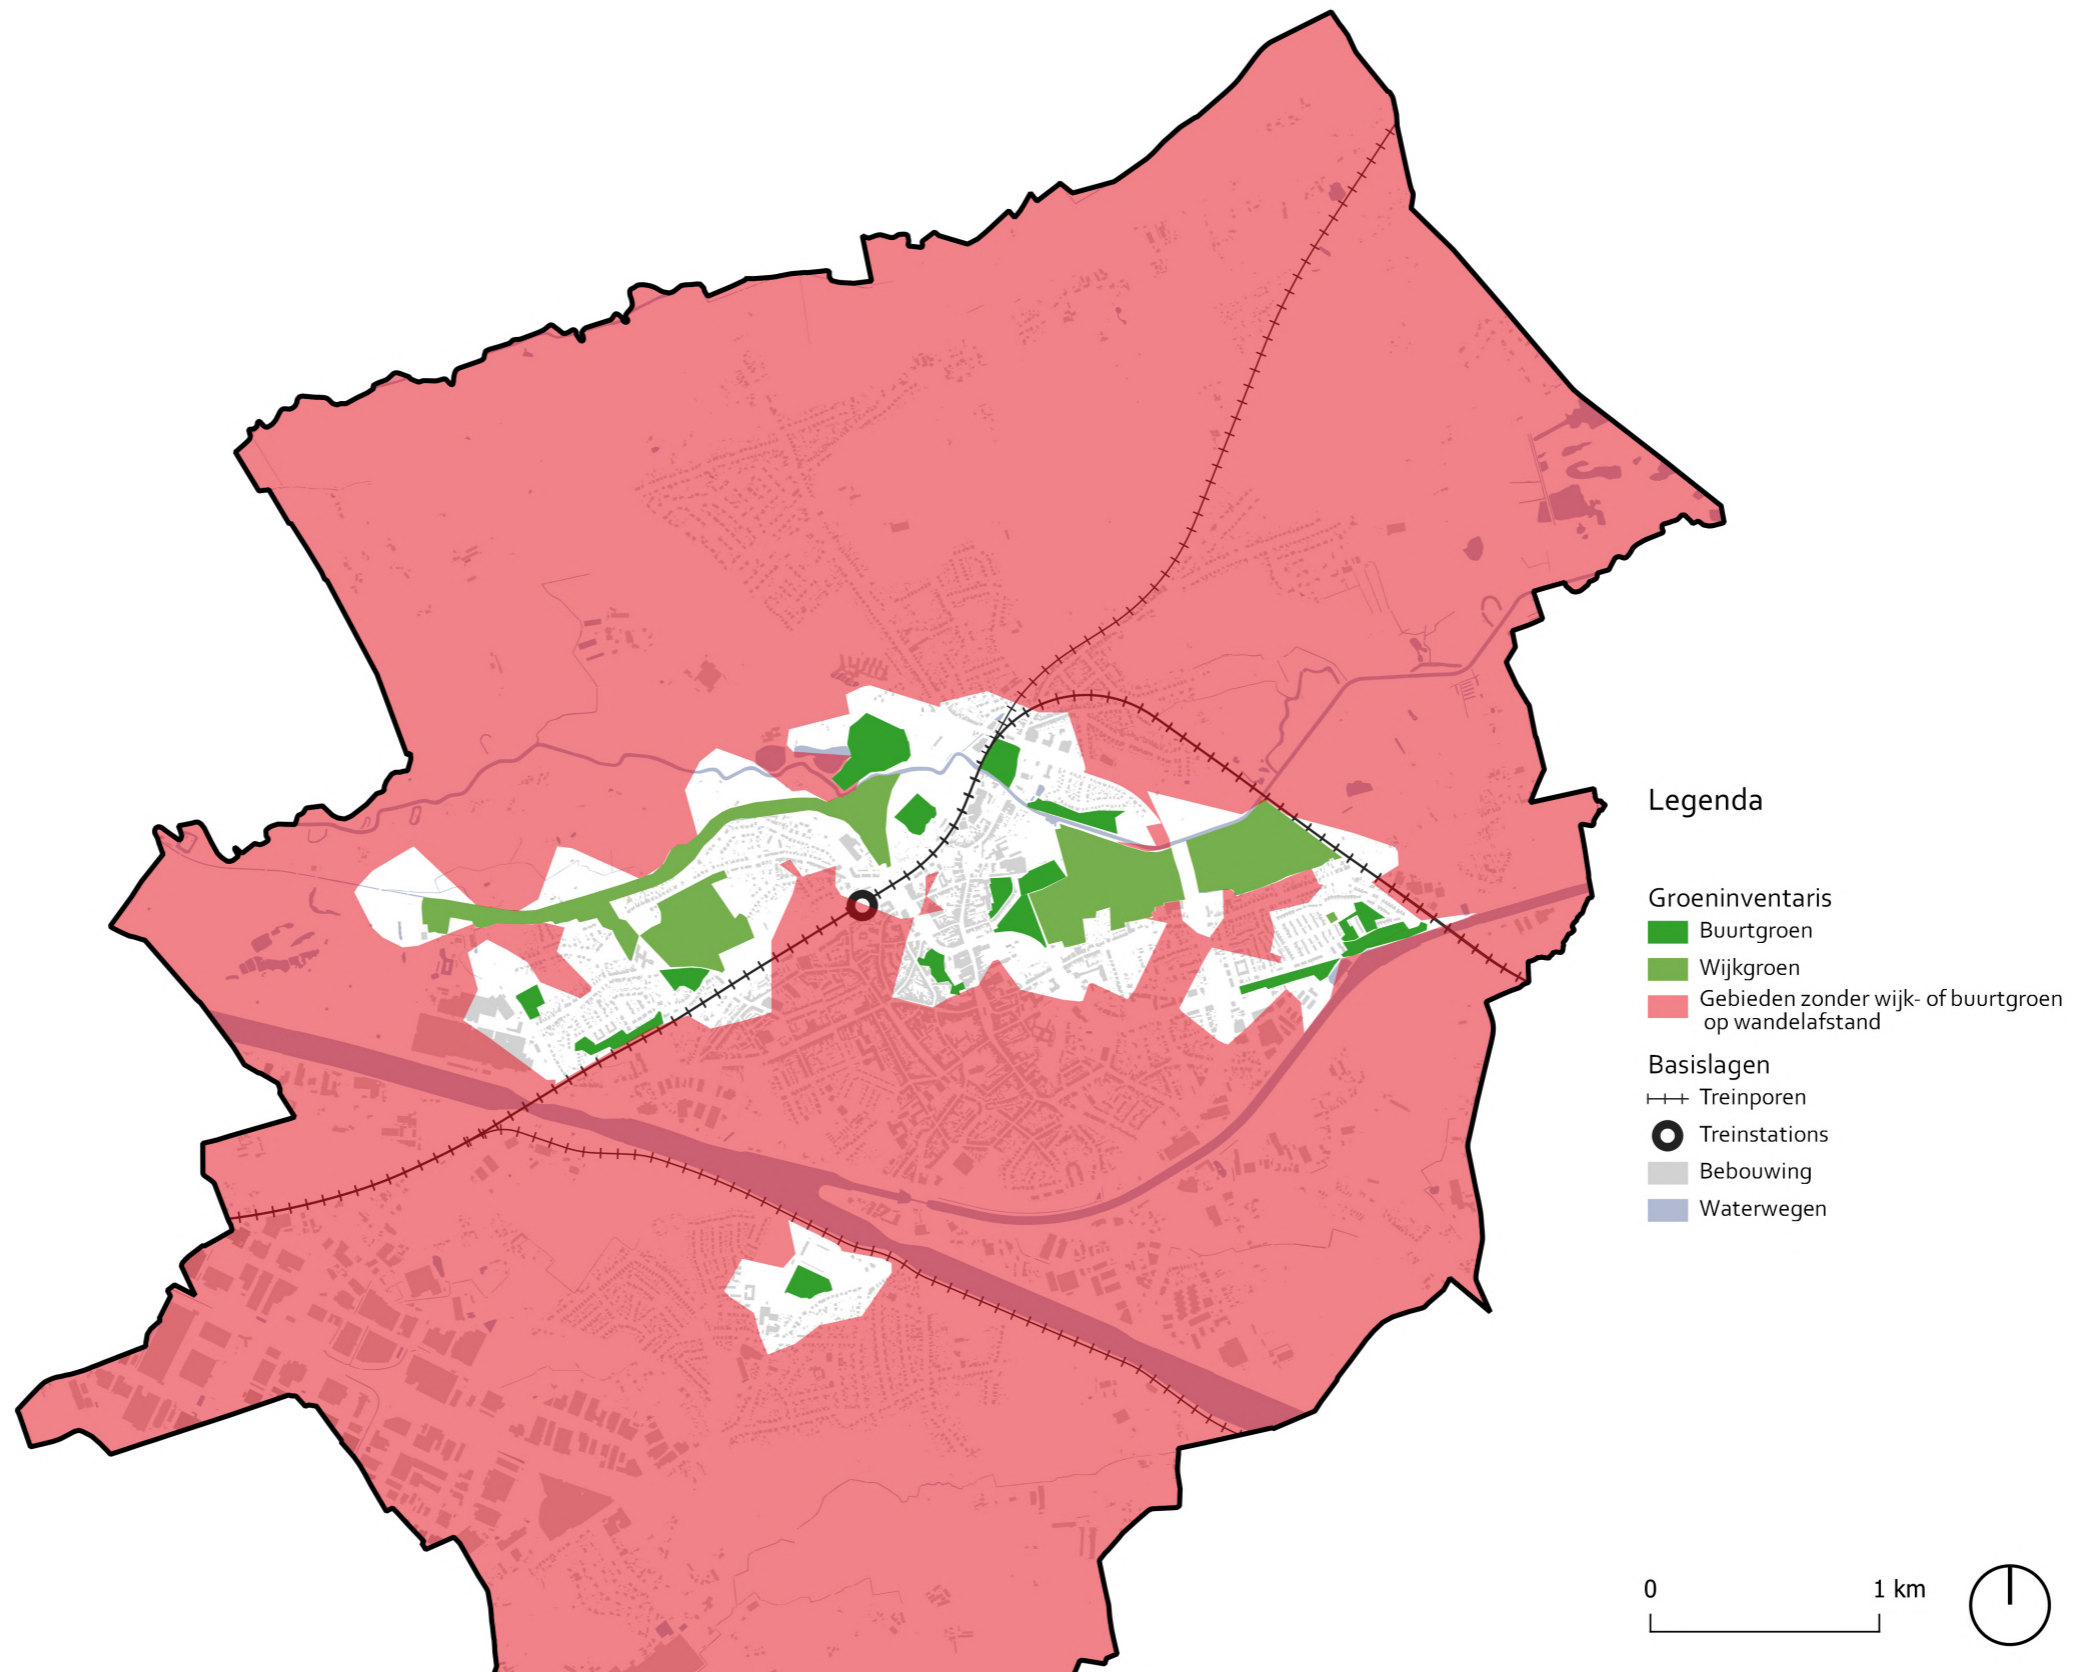 Legenda
Groeninventaris
Buurtgroen
Wijkgroen
Gebieden zonder wijk- of buurtgroen
op wandelafstand
Basislagen
Treinporen
Treinstations
Bebouwing
Waterwegen
0 1 km